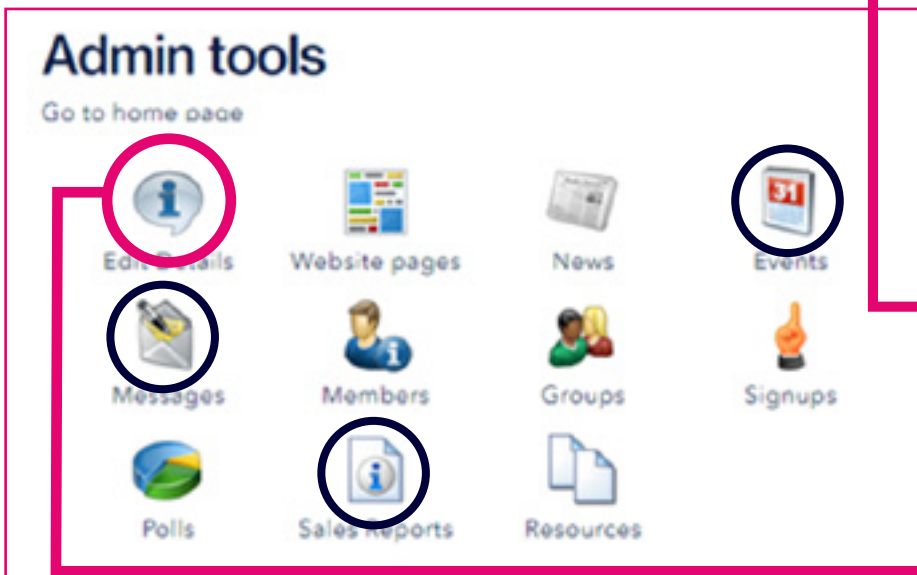 Admin tools
Go to home page
31
Edit Details
Website pages
News
Events
Messages
Members
Groups
Signups
Polls
Sales Reports
Resources